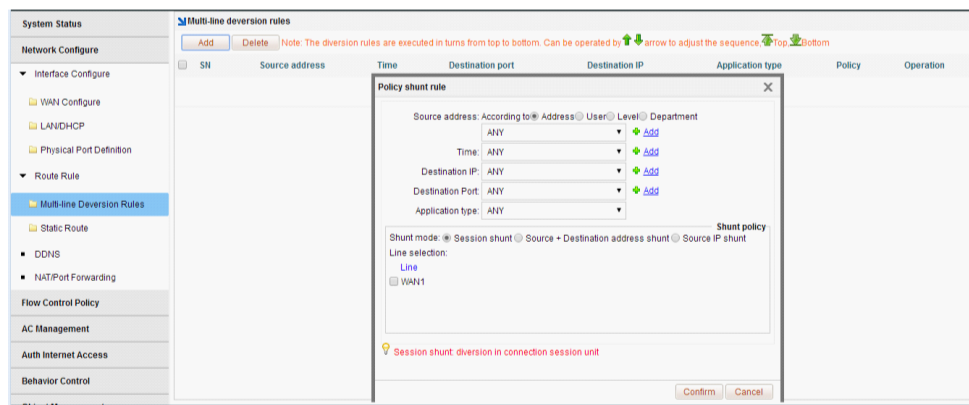 System Status
Network Configure
Interface Configure
WAN Configure
LAN/DHCP
Physical Port Definition
Route Rule
Multi-line Deversion Rules
Static Route
DDNS
NAT/Port Forwarding
Flow Control Policy
AC Management
Auth Internet Access
Behavior Control
Multi-line deversion rules
Add Delete Note: The diversion rules are executed in turns from top to bottom. Can be operated by arrow to adjust the sequence, Top, Bottom
SN Source address Time Destination port Destination IP Application type Policy Operation
Policy shunt rule
Source address: According to Address User Level Department
ANY Add
Time: ANY Add
Destination IP: ANY Add
Destination Port: ANY Add
Application type: ANY
Shunt policy
Shunt mode: Session shunt Source + Destination address shunt Source IP shunt
Line selection:
Line
WAN1
Session shunt: diversion in connection session unit
Confirm Cancel